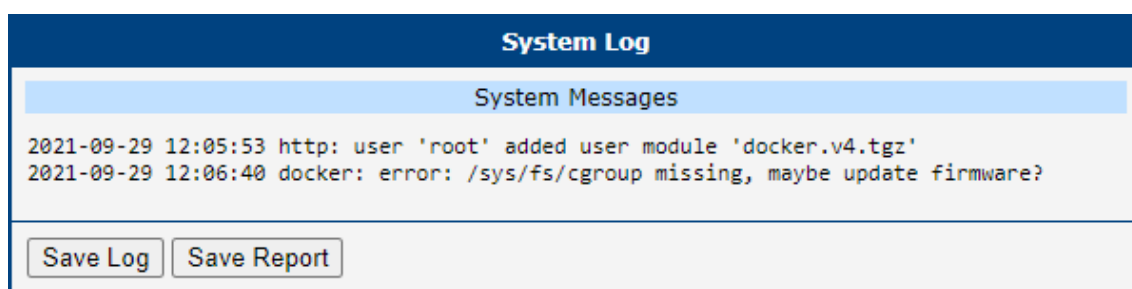 System Log
System Messages
2021-09-29 12:05:53 http: user 'root' added user module 'docker.v4.tgz'
2021-09-29 12:06:40 docker: error: /sys/fs/cgroup missing, maybe update firmware?
Save Log Save Report